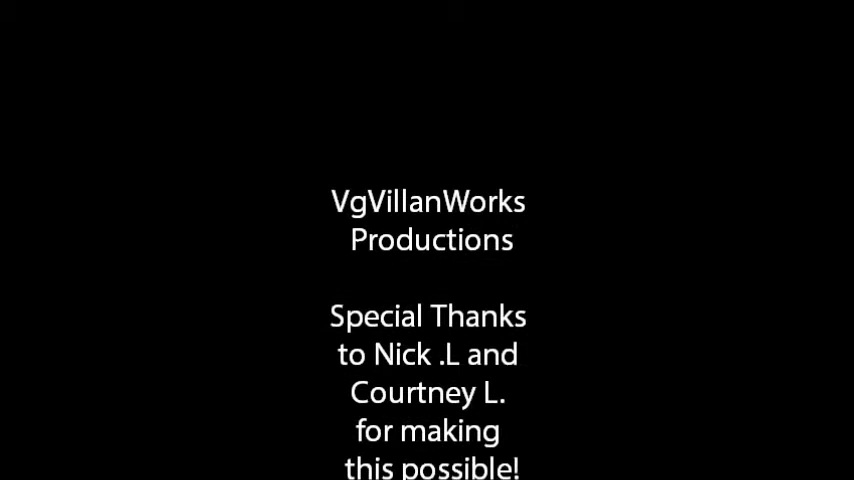 VgVillanWorks
Productions
Special Thanks
to Nick .L and
Courtney L.
for making
this possible!